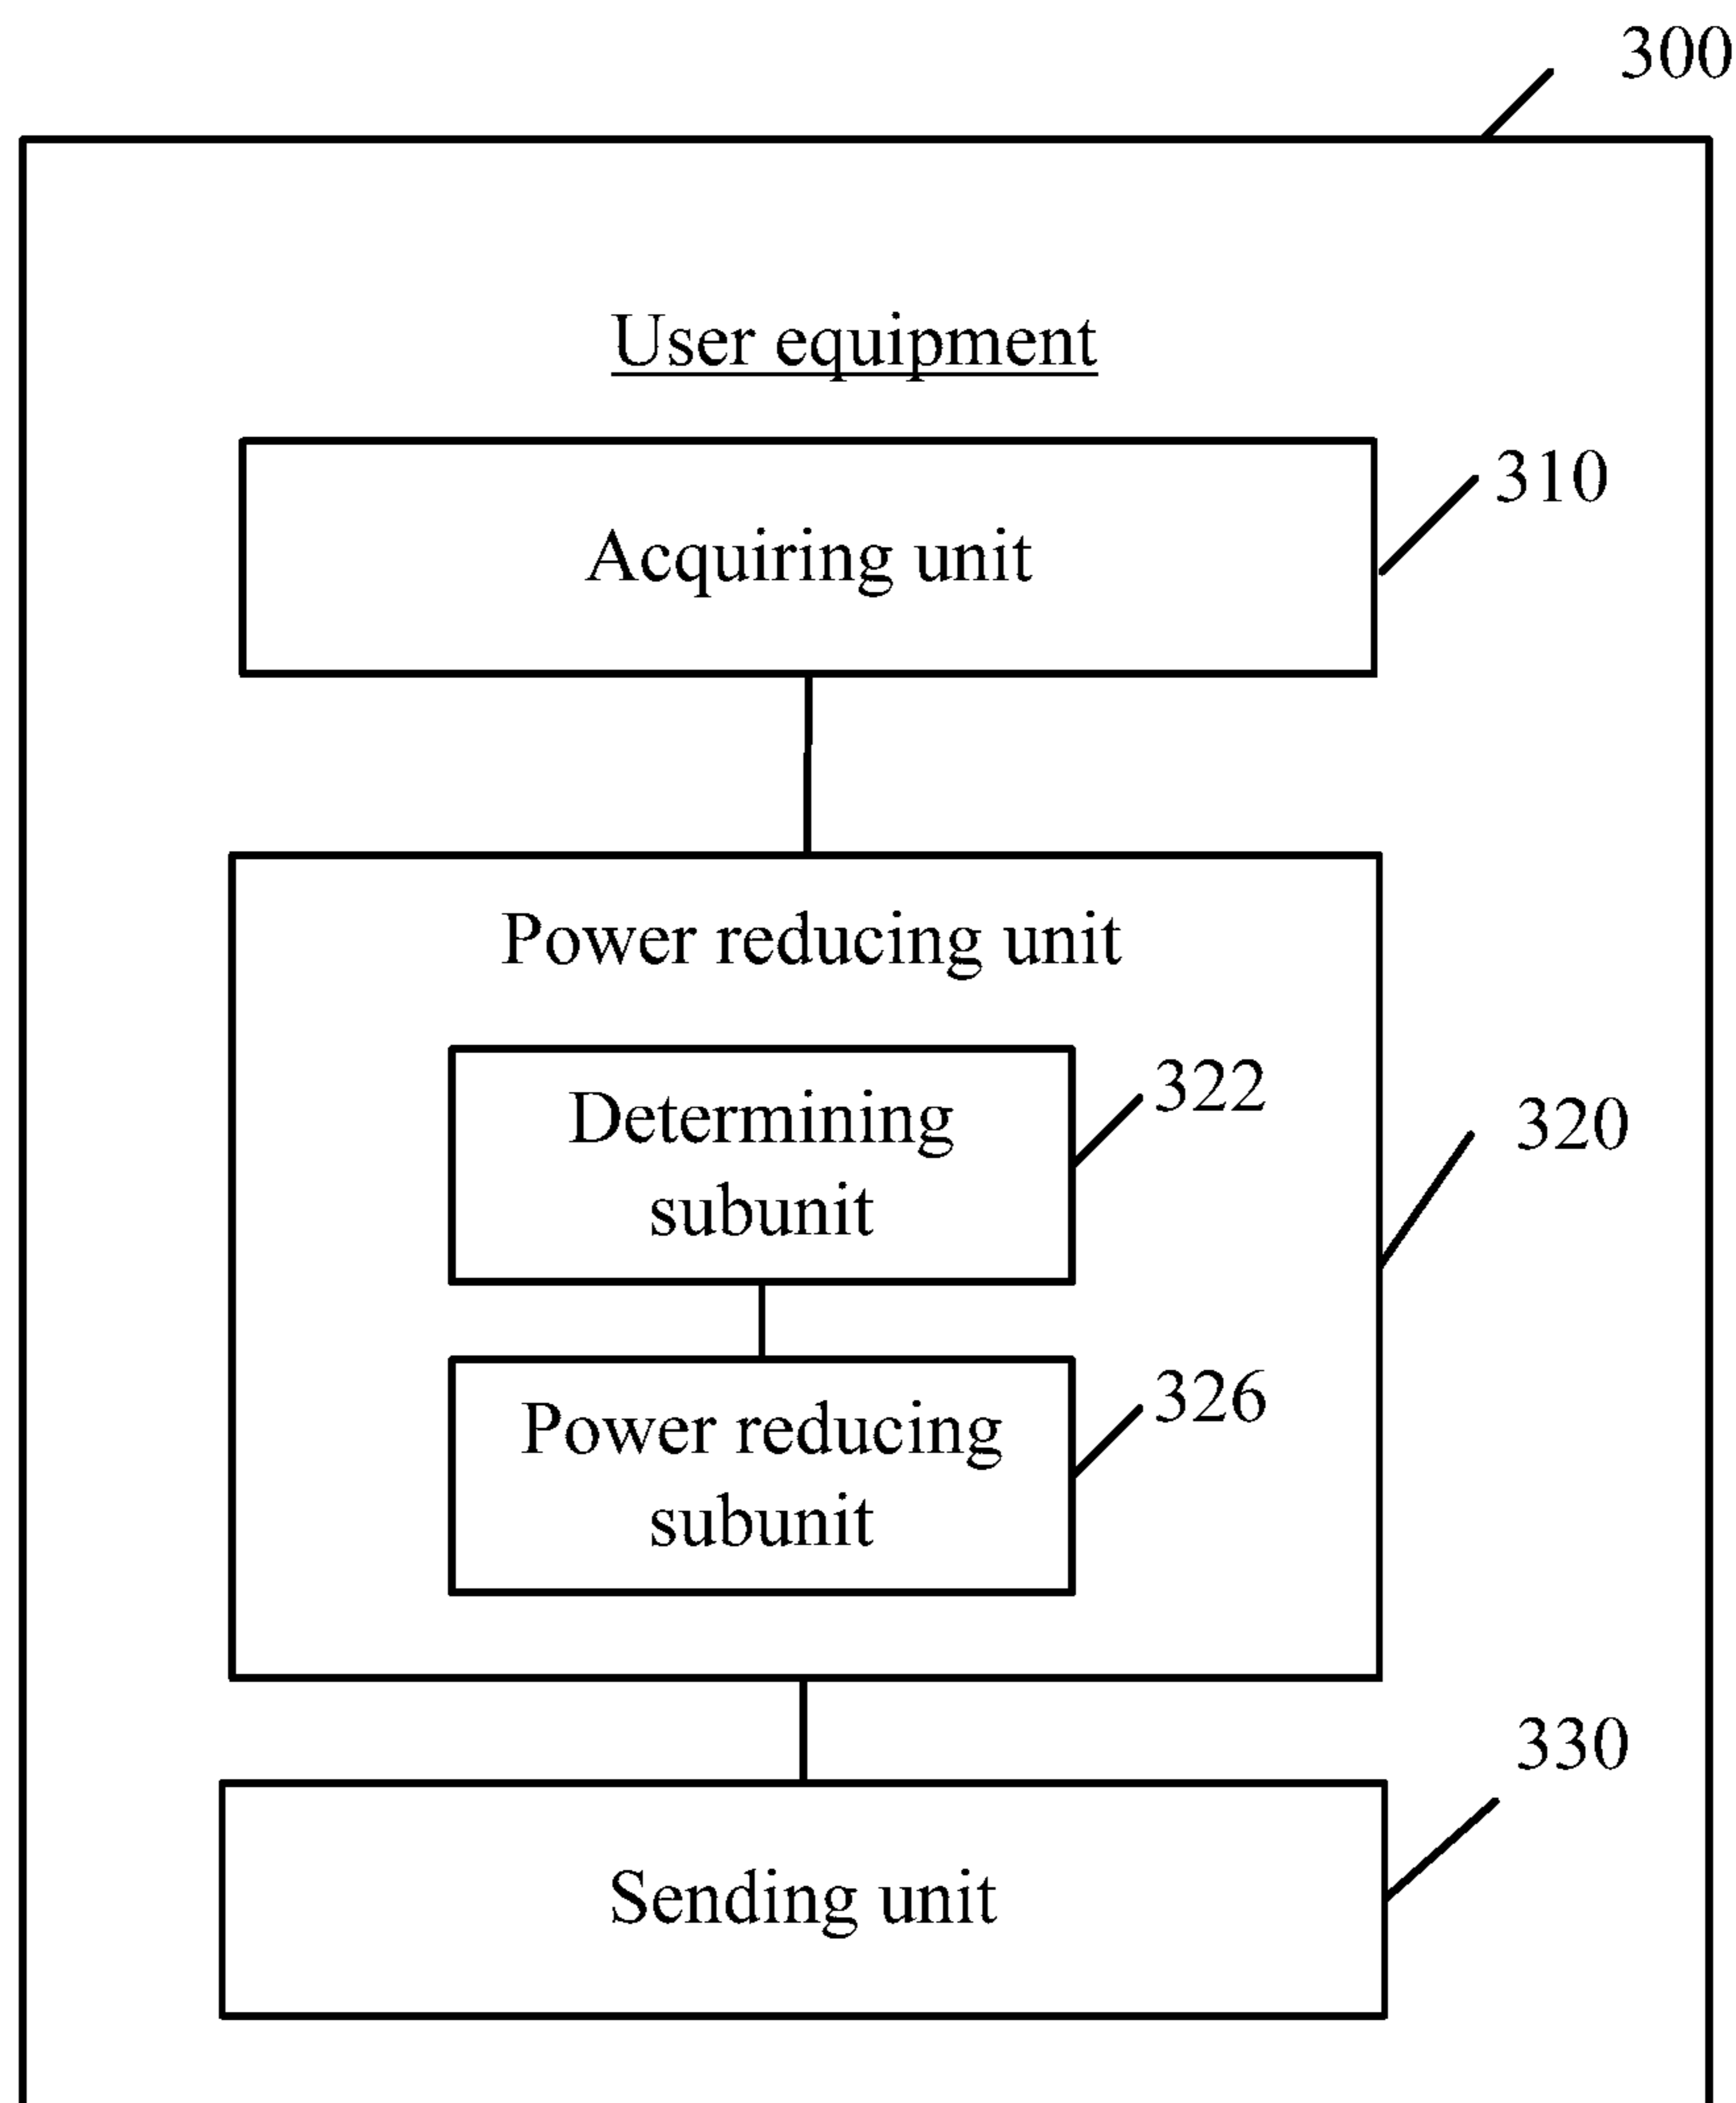 300
User equipment
310
Acquiring unit
Power reducing unit
322
Determining
subunit
320
326
Power reducing
subunit
330
Sending unit